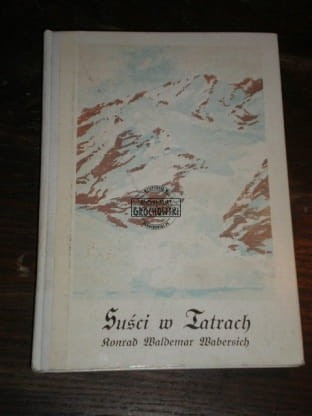 GROCHOWSKI
Suści w Tatrach
Konrad Waldemar Wabersich